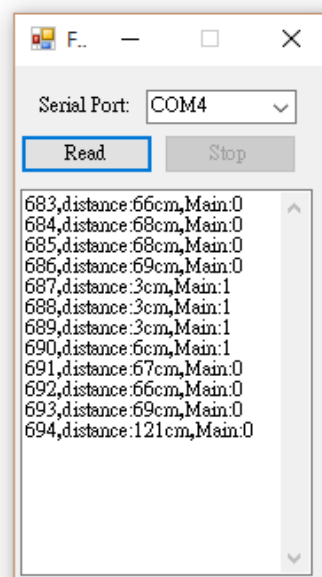 F..
Serial Port: COM4
Read Stop
683,distance:66cm,Main:0
684,distance:68cm,Main:0
685,distance:68cm,Main:0
686,distance:69cm,Main:0
687,distance:3cm,Main:1
688,distance:3cm,Main:1
689,distance:3cm,Main:1
690,distance:6cm,Main:1
691,distance:67cm,Main:0
692,distance:66cm,Main:0
693,distance:69cm,Main:0
694,distance:121cm,Main:0